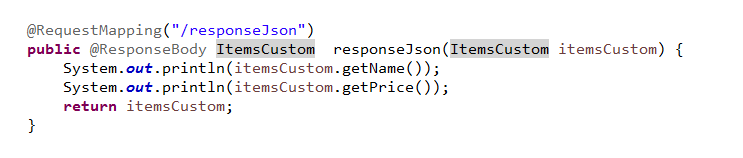 @RequestMapping("/responseJson")
public @ResponseBody ItemsCustom  responseJson(ItemsCustom itemsCustom) {
    System.out.println(itemsCustom.getName());
    System.out.println(itemsCustom.getPrice());
    return itemsCustom;
}